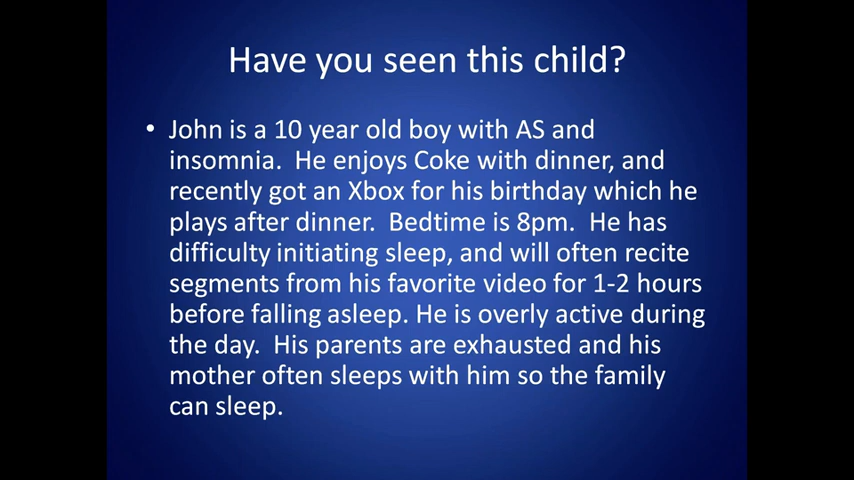 Have you seen this child?
• John is a 10 year old boy with AS and
insomnia.  He enjoys Coke with dinner, and
recently got an Xbox for his birthday which he
plays after dinner.  Bedtime is 8pm.  He has
difficulty initiating sleep, and will often recite
segments from his favorite video for 1-2 hours
before falling asleep. He is overly active during
the day.  His parents are exhausted and his
mother often sleeps with him so the family
can sleep.